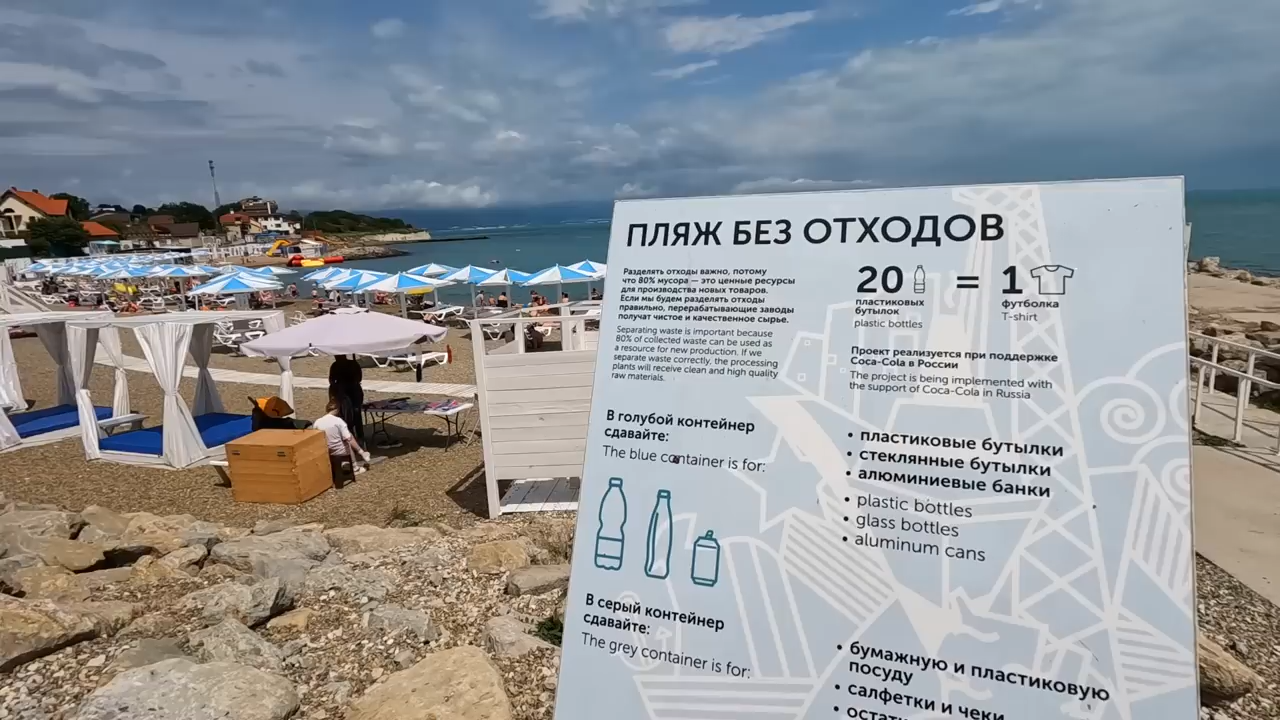 ПЛЯЖ БЕЗ ОТХОДОВ
Разделять отходы важно, потому
что 80% мусора — это ценные ресурсы
для производства новых товаров.
Если мы будем разделять отходы
правильно, перерабатывающие заводы
получат чистое и качественное сырье.
Separating waste is important because
80% of collected waste can be used as
a resource for new production. If we
separate waste correctly, the processing
plants will receive clean and high quality
raw materials.
20 = 1
пластиковых
бутылок
plastic bottles
футболка
T-shirt
Проект реализуется при поддержке
Coca-Cola в России
The project is being implemented with
the support of Coca-Cola in Russia
В голубой контейнер
сдавайте:
The blue container is for:
• пластиковые бутылки
• стеклянные бутылки
• алюминиевые банки
• plastic bottles
• glass bottles
• aluminum cans
В серый контейнер
сдавайте:
The grey container is for:
• бумажную и пластиковую
посуду
• салфетки и чеки